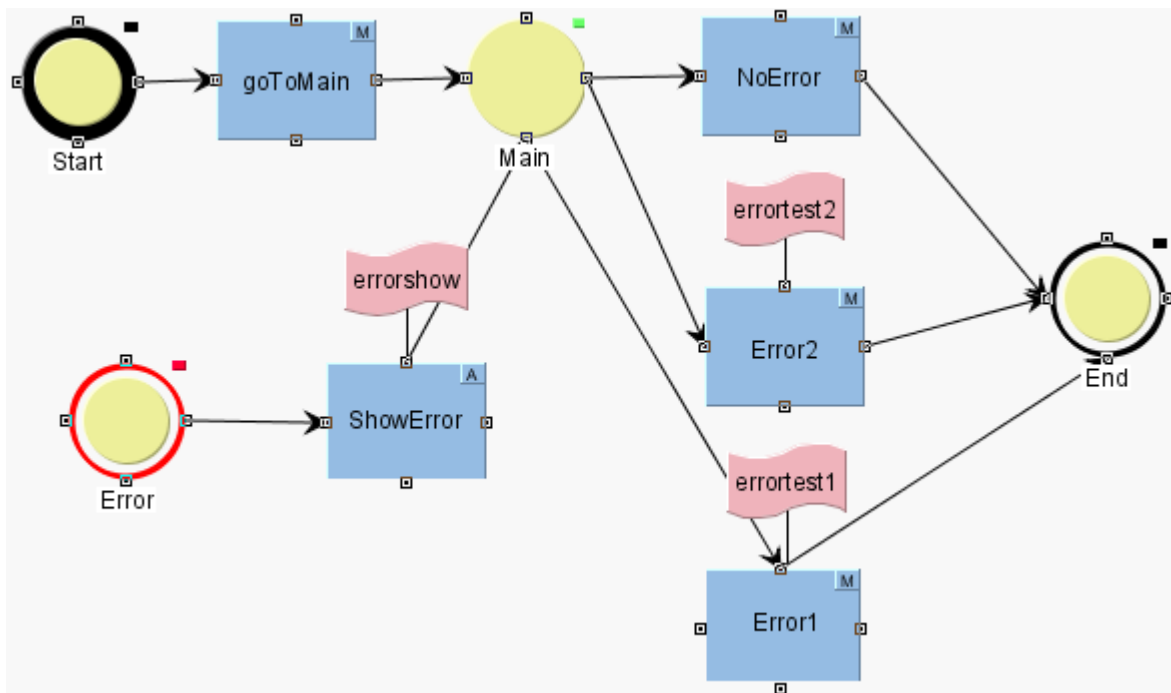 M
goToMain
Start
Main
M
NoError
errortest2
errorshow
M
Error2
End
A
ShowError
Error
errortest1
M
Error1